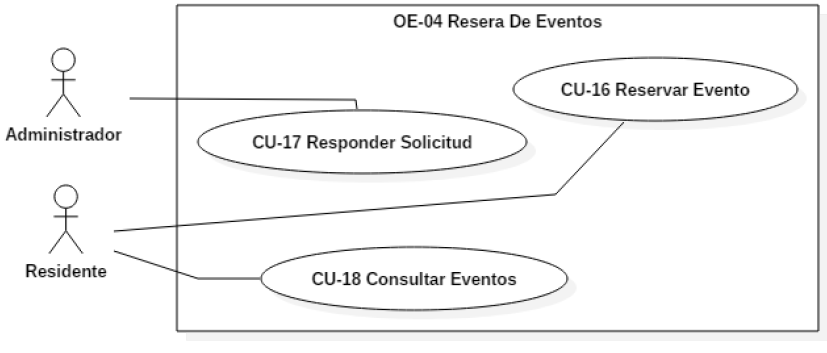 OE-04 Resera De Eventos
CU-16 Reservar Evento
Administrador
CU-17 Responder Solicitud
Residente
CU-18 Consultar Eventos